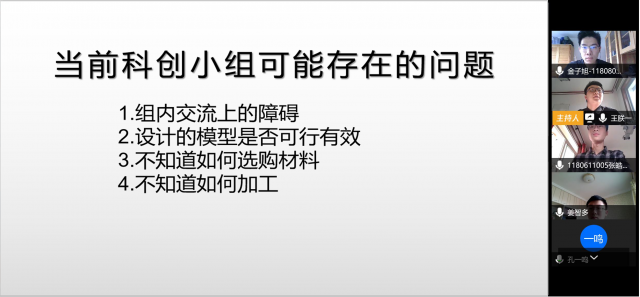 当前科创小组可能存在的问题
1.组内交流上的障碍
2.设计的模型是否可行有效
3.不知道如何选购材料
4.不知道如何加工
金子旭-118080...
主持人 王朕一
1180611005张皓...
姜智多
一鸣
孔一鸣